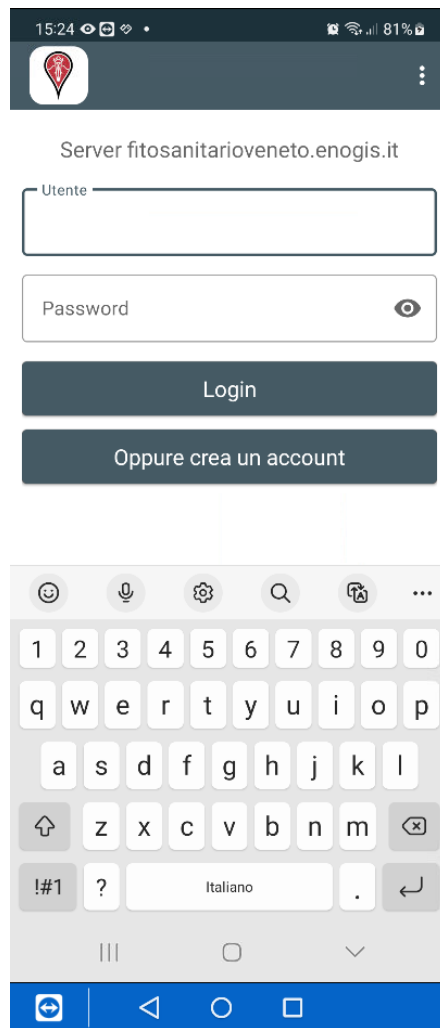 15:24 81%
Server fitosanitarioveneto.enogis.it
Utente
Password
Login
Oppure crea un account
1 2 3 4 5 6 7 8 9 0
q w e r t y u i o p
a s d f g h j k l
z x c v b n m
!#1 ? Italiano .